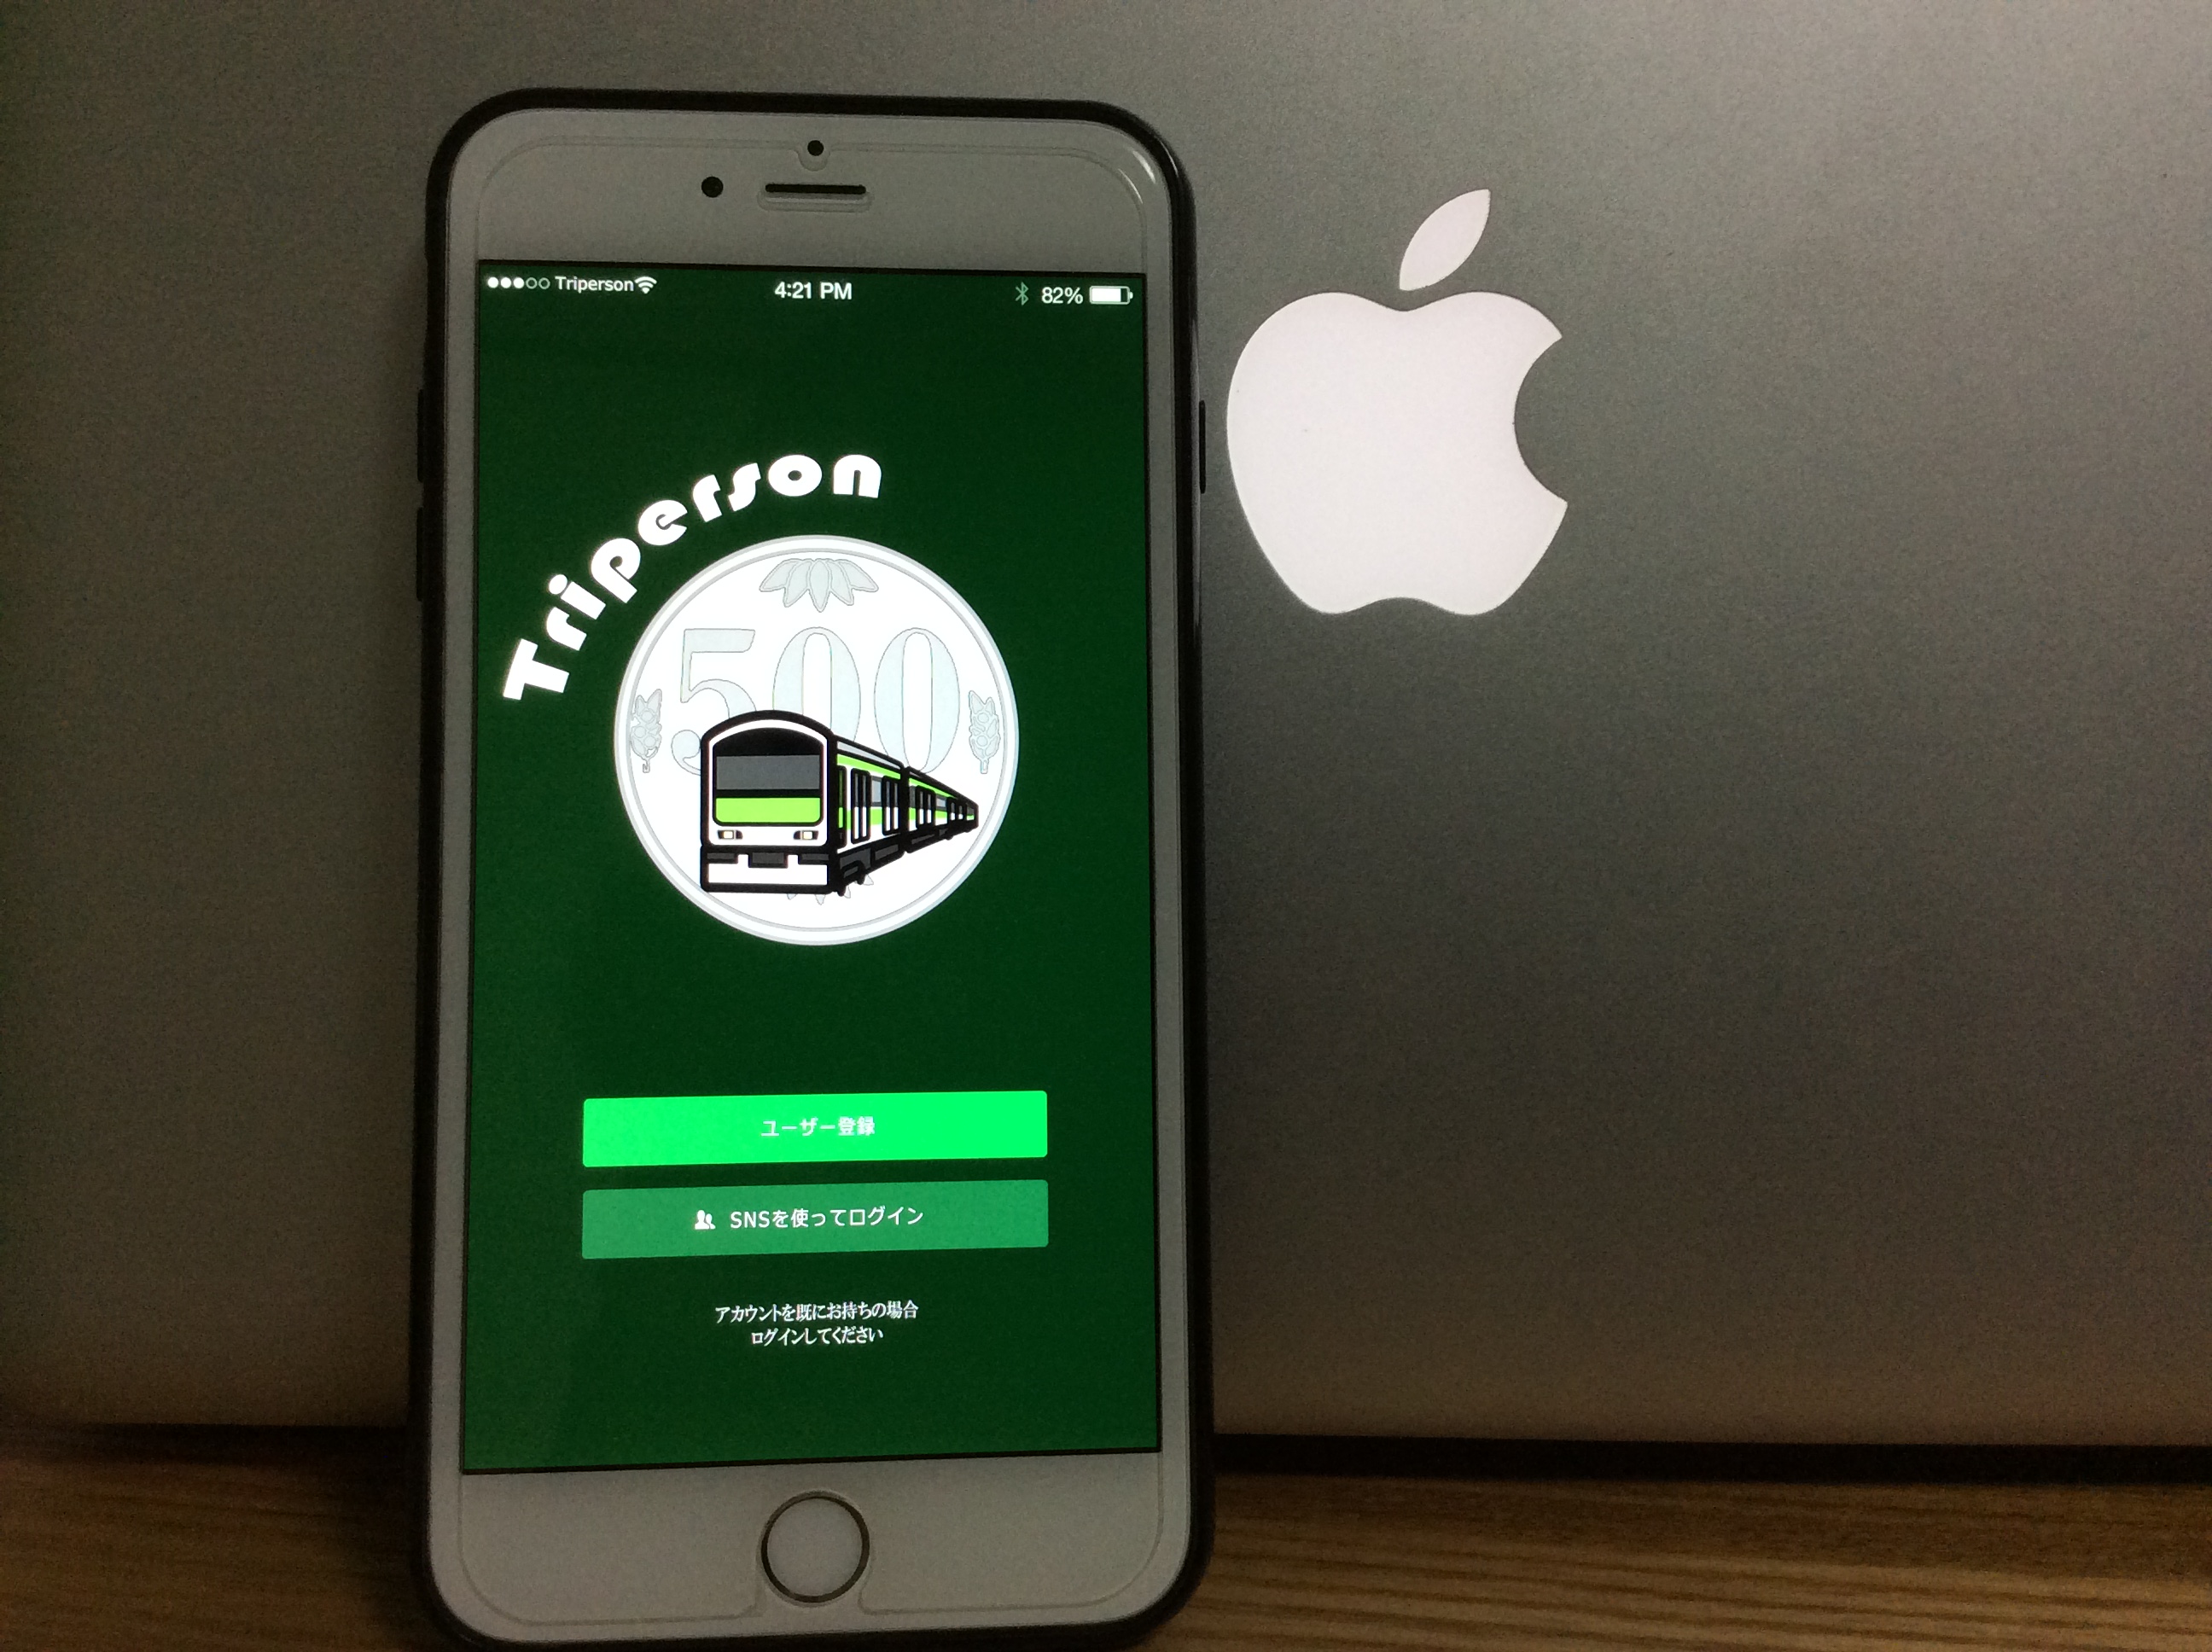 Triperson 4:21 PM 82%
Triperson
500
ユーザー登録
SNSを使ってログイン
アカウントを既にお持ちの場合
ログインしてください